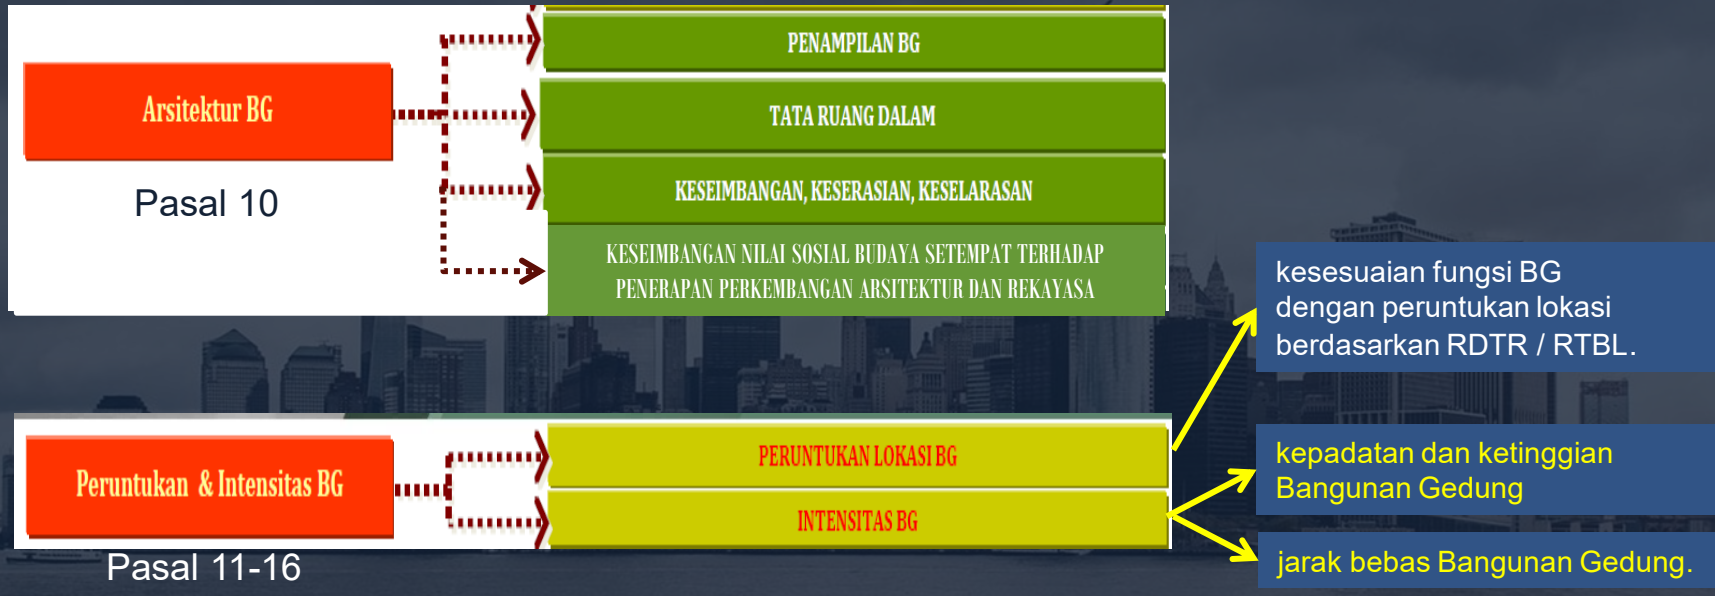 PENAMPILAN BG
Arsitektur BG
TATA RUANG DALAM
Pasal 10
KESEIMBANGAN, KESERASIAN, KESELARASAN
KESEIMBANGAN NILAI SOSIAL BUDAYA SETEMPAT TERHADAP
PENERAPAN PERKEMBANGAN ARSITEKTUR DAN REKAYASA
kesesuaian fungsi BG
dengan peruntukan lokasi
berdasarkan RDTR / RTBL.
Peruntukan & Intensitas BG
PERUNTUKAN LOKASI BG
INTENSITAS BG
kepadatan dan ketinggian
Bangunan Gedung
jarak bebas Bangunan Gedung.
Pasal 11-16